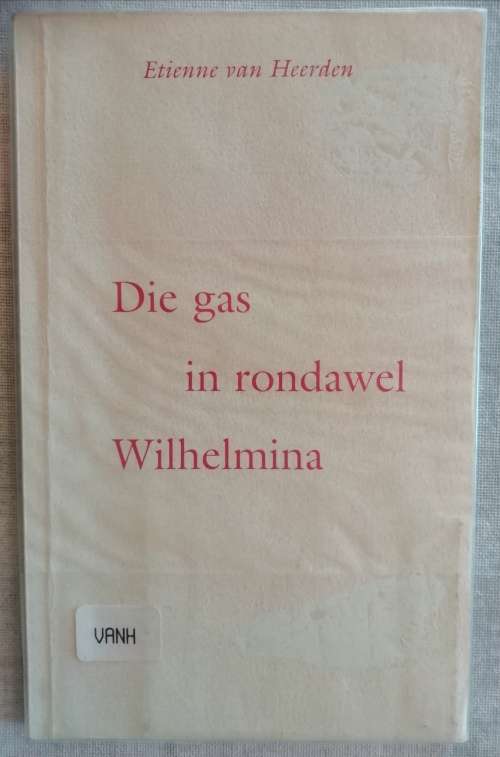 Etienne van Heerden
Die gas
in rondawel
Wilhelmina
VANH